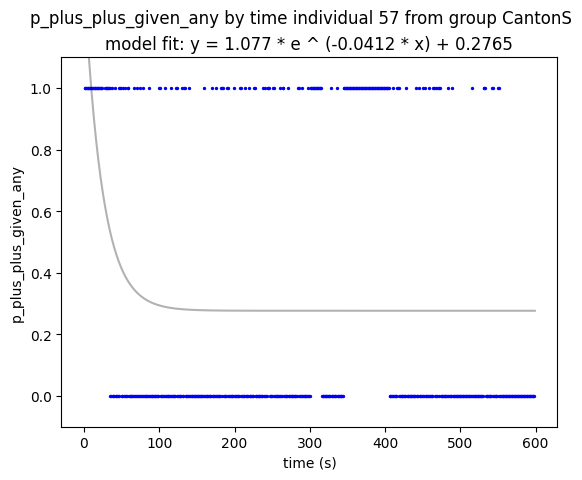 p_plus_plus_given_any by time individual 57 from group CantonS
model fit: y = 1.077 * e ^ (-0.0412 * x) + 0.2765
p_plus_plus_given_any
1.0
0.8
0.6
0.4
0.2
0.0
0 100 200 300 400 500 600
time (s)